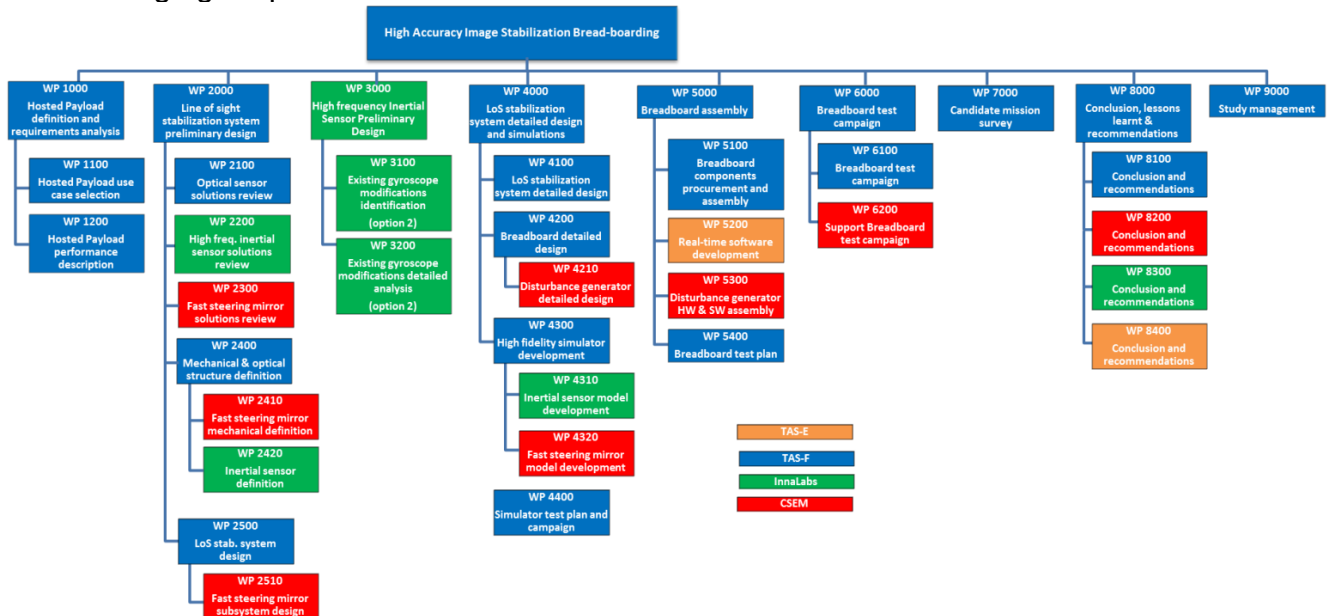 High Accuracy Image Stabilization Bread-boarding
WP 1000
Hosted Payload
definition and
requirements analysis
WP 1100
Hosted Payload use
case selection
WP 1200
Hosted Payload
performance
description
WP 2000
Line of sight
stabilization system
preliminary design
WP 2100
Optical sensor
solutions review
WP 2200
High freq. inertial
sensor solutions
review
WP 2300
Fast steering mirror
solutions review
WP 2400
Mechanical & optical
structure definition
WP 2410
Fast steering mirror
mechanical definition
WP 2420
Inertial sensor
definition
WP 2500
LoS stab. system
design
WP 2510
Fast steering mirror
subsystem design
WP 3000
High frequency Inertial
Sensor Preliminary
Design
WP 3100
Existing gyroscope
modifications
identification
(option 2)
WP 3200
Existing gyroscope
modifications detailed
analysis
(option 2)
WP 4000
LoS stabilization
system detailed design
and simulations
WP 4100
LoS stabilization
system detailed design
WP 4200
Breadboard detailed
design
WP 4210
Disturbance generator
detailed design
WP 4300
High fidelity simulator
development
WP 4310
Inertial sensor model
development
WP 4320
Fast steering mirror
model development
WP 4400
Simulator test plan and
campaign
WP 5000
Breadboard assembly
WP 5100
Breadboard
components
procurement and
assembly
WP 5200
Real-time software
development
WP 5300
Disturbance generator
HW & SW assembly
WP 5400
Breadboard test plan
WP 6000
Breadboard test
campaign
WP 6100
Breadboard test
campaign
WP 6200
Support Breadboard
test campaign
WP 7000
Candidate mission
survey
WP 8000
Conclusion, lessons
learnt &
recommendations
WP 8100
Conclusion and
recommendations
WP 8200
Conclusion and
recommendations
WP 8300
Conclusion and
recommendations
WP 8400
Conclusion and
recommendations
WP 9000
Study management
TAS-E
TAS-F
InnaLabs
CSEM